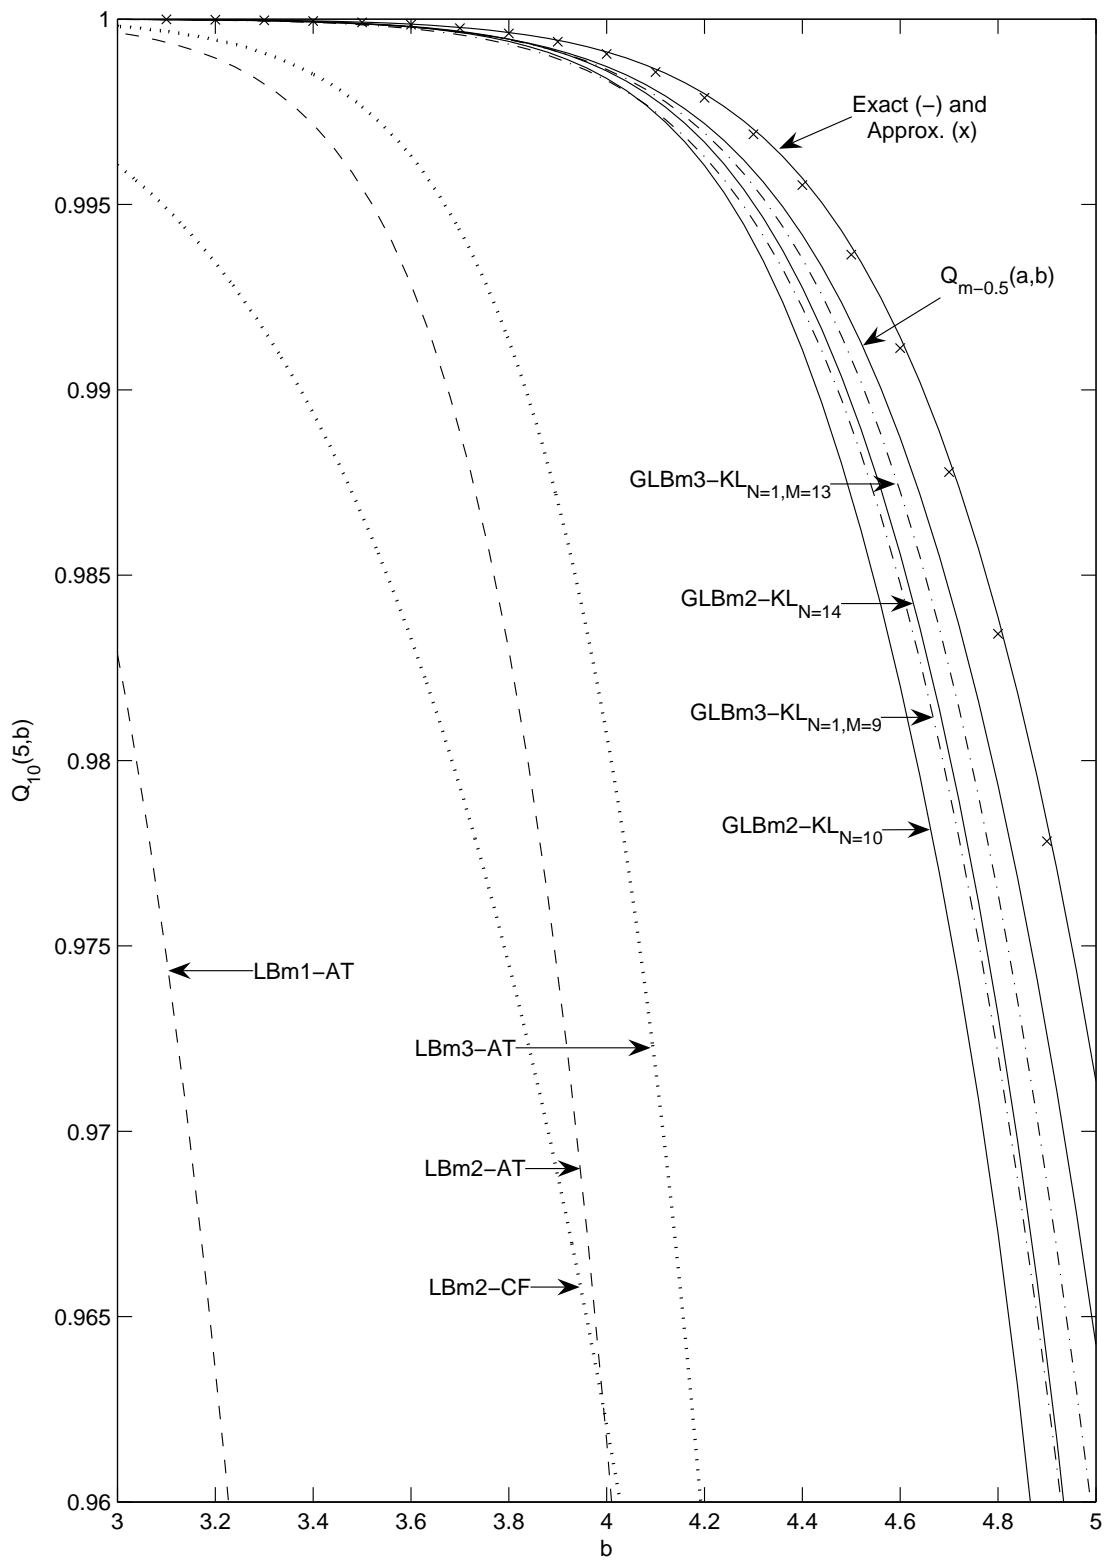 1
0.995
0.99
0.985
0.98
0.975
0.97
0.965
0.96
Q10(5,b)
Exact (−) and
Approx. (x)
Qm−0.5(a,b)
GLBm3−KLN=1,M=13
GLBm2−KLN=14
GLBm3−KLN=1,M=9
GLBm2−KLN=10
LBm1−AT
LBm3−AT
LBm2−AT
LBm2−CF
3 3.2 3.4 3.6 3.8 4 4.2 4.4 4.6 4.8 5
b